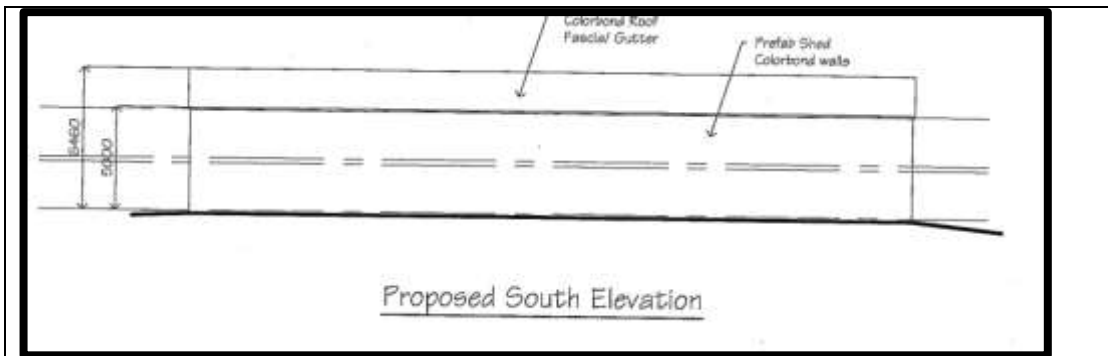 Colorbond Roof
Fascia/ Gutter
Prefab Shed
Colorbond walls
6460
5000
Proposed South Elevation